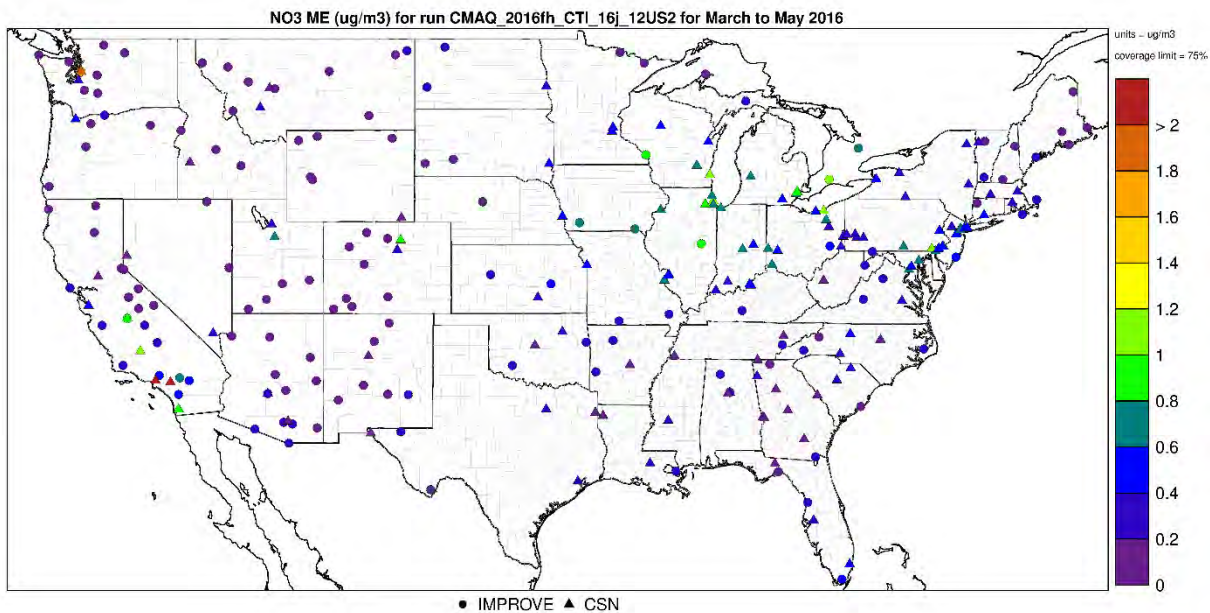 NO3 ME (ug/m3) for run CMAQ_2016fh_CTI_16j_12US2 for March to May 2016
units = ug/m3
coverage limit = 75%
> 2
1.8
1.6
1.4
1.2
1
0.8
0.6
0.4
0.2
0
● IMPROVE ▲ CSN